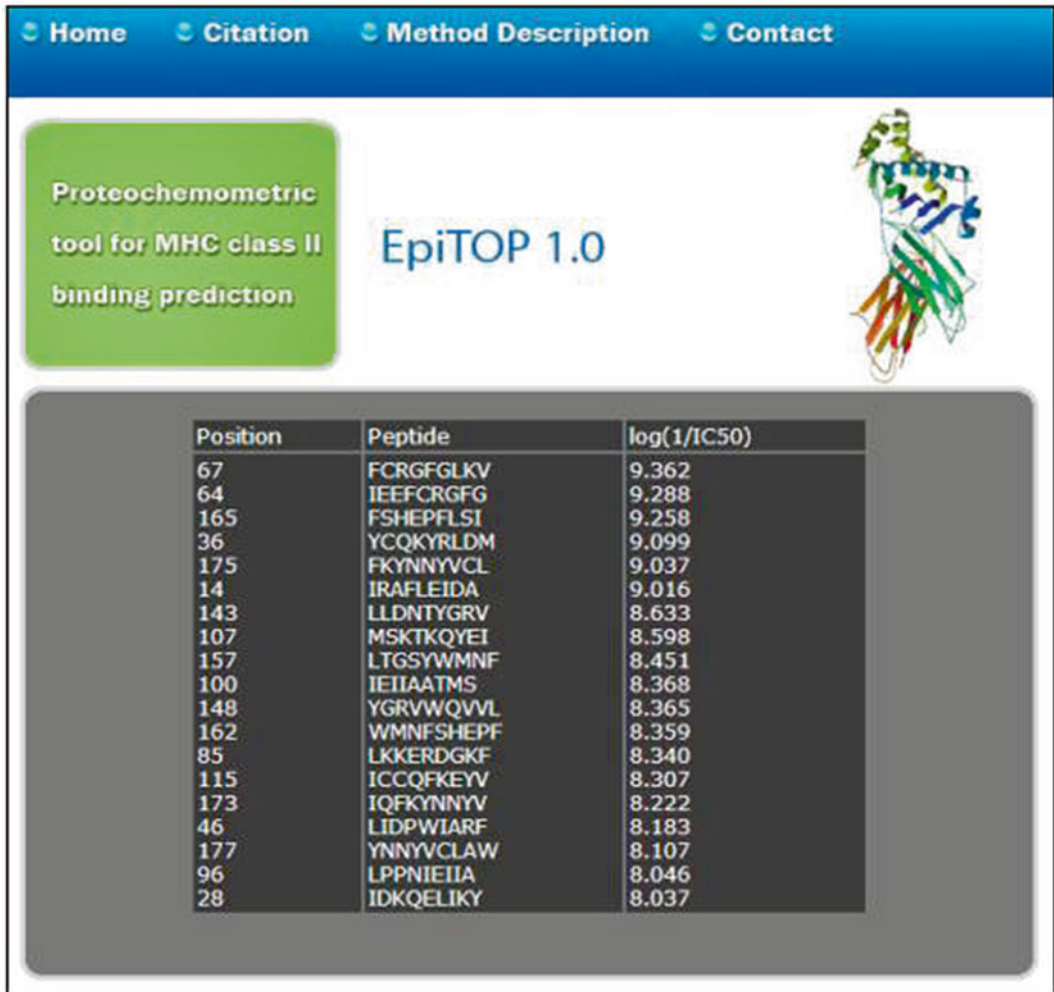 Home Citation Method Description Contact
Proteochemometric
tool for MHC class II
binding prediction
EpiTOP 1.0
Position Peptide log(1/IC50)
67 FCRGFGLKV 9.362
64 IEEFCRGFG 9.288
165 FSHEPFLSI 9.258
36 YCQKYRLDM 9.099
175 FKYNNYVCL 9.037
14 IRAFLEIDA 9.016
143 LLDNTYGRV 8.633
107 MSKTKQYEI 8.598
157 LTGSYWMNF 8.451
100 IEIIAATMS 8.368
148 YGRVWQVVL 8.365
162 WMNFSHEPF 8.359
85 LKKERDGKF 8.340
115 ICCQFKEYV 8.307
173 IQFKYNNYV 8.222
46 LIDPWIARF 8.183
177 YNNYVCLAW 8.107
96 LPPNIEIIA 8.046
28 IDKQELIKY 8.037